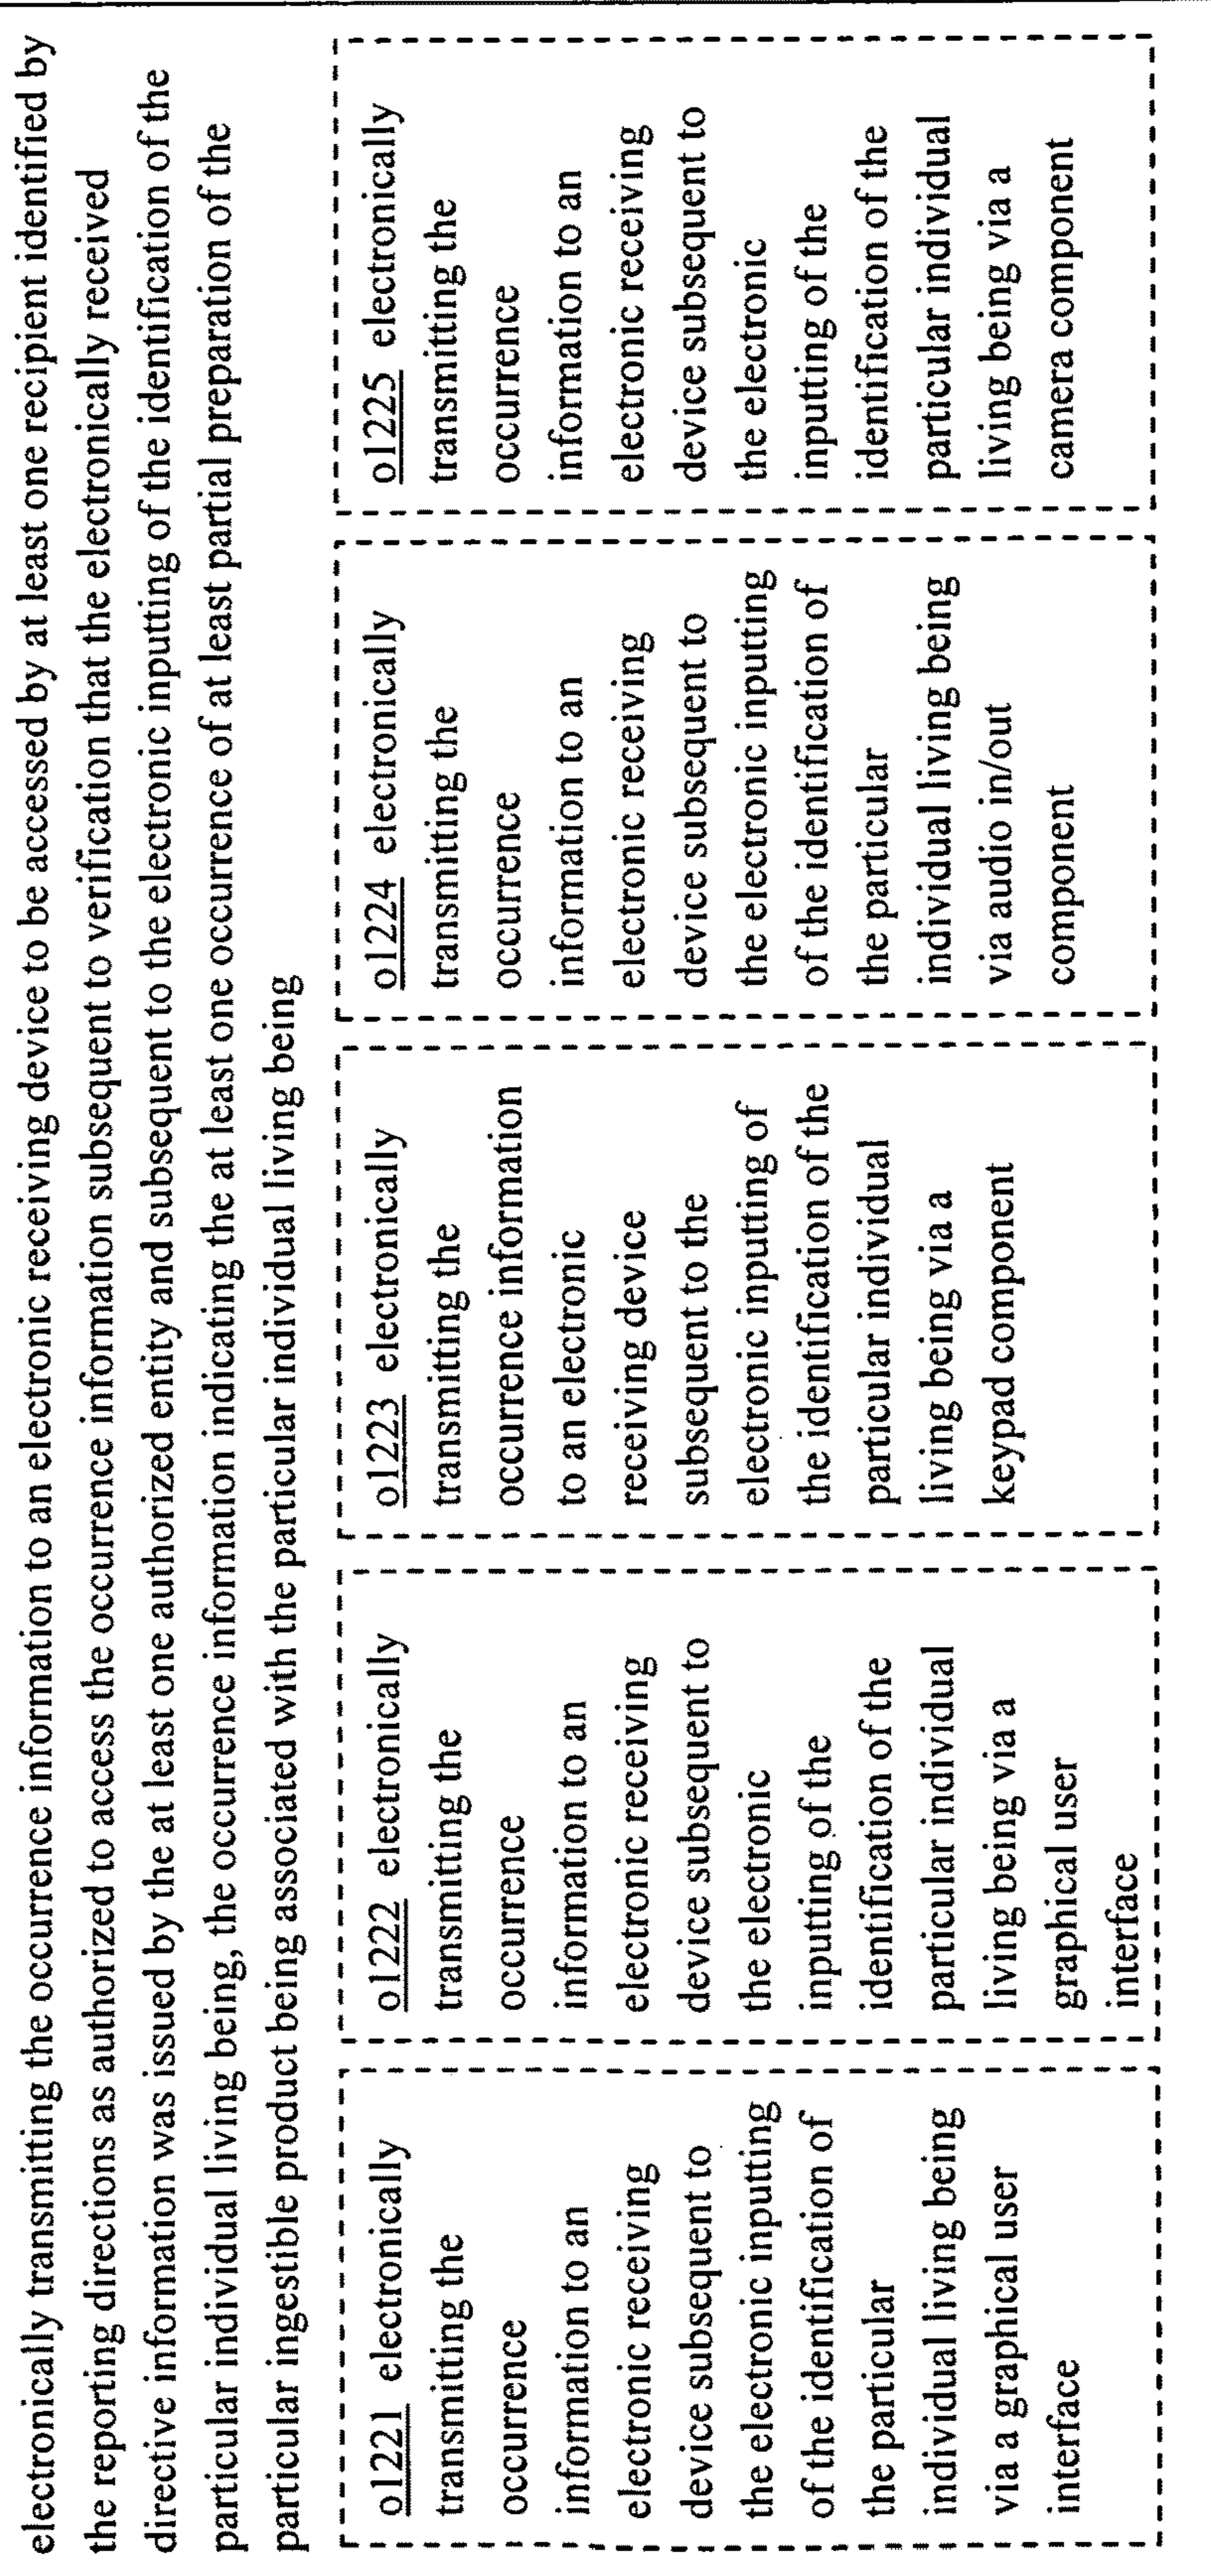 electronically transmitting the occurrence information to an electronic receiving device to be accessed by at least one recipient identified by
the reporting directions as authorized to access the occurrence information subsequent to verification that the electronically received
directive information was issued by the at least one authorized entity and subsequent to the electronic inputting of the identification of the
particular individual living being, the occurrence information indicating the at least one occurrence of at least partial preparation of the
particular ingestible product being associated with the particular individual living being
o1221 electronically
transmitting the
occurrence
information to an
electronic receiving
device subsequent to
the electronic inputting
of the identification of
the particular
individual living being
via a graphical user
interface
o1222 electronically
transmitting the
occurrence
information to an
electronic receiving
device subsequent to
the electronic
inputting of the
identification of the
particular individual
living being via a
graphical user
interface
o1223 electronically
transmitting the
occurrence information
to an electronic
receiving device
subsequent to the
electronic inputting of
the identification of the
particular individual
living being via a
keypad component
o1224 electronically
transmitting the
occurrence
information to an
electronic receiving
device subsequent to
the electronic inputting
of the identification of
the particular
individual living being
via audio in/out
component
o1225 electronically
transmitting the
occurrence
information to an
electronic receiving
device subsequent to
the electronic
inputting of the
identification of the
particular individual
living being via a
camera component